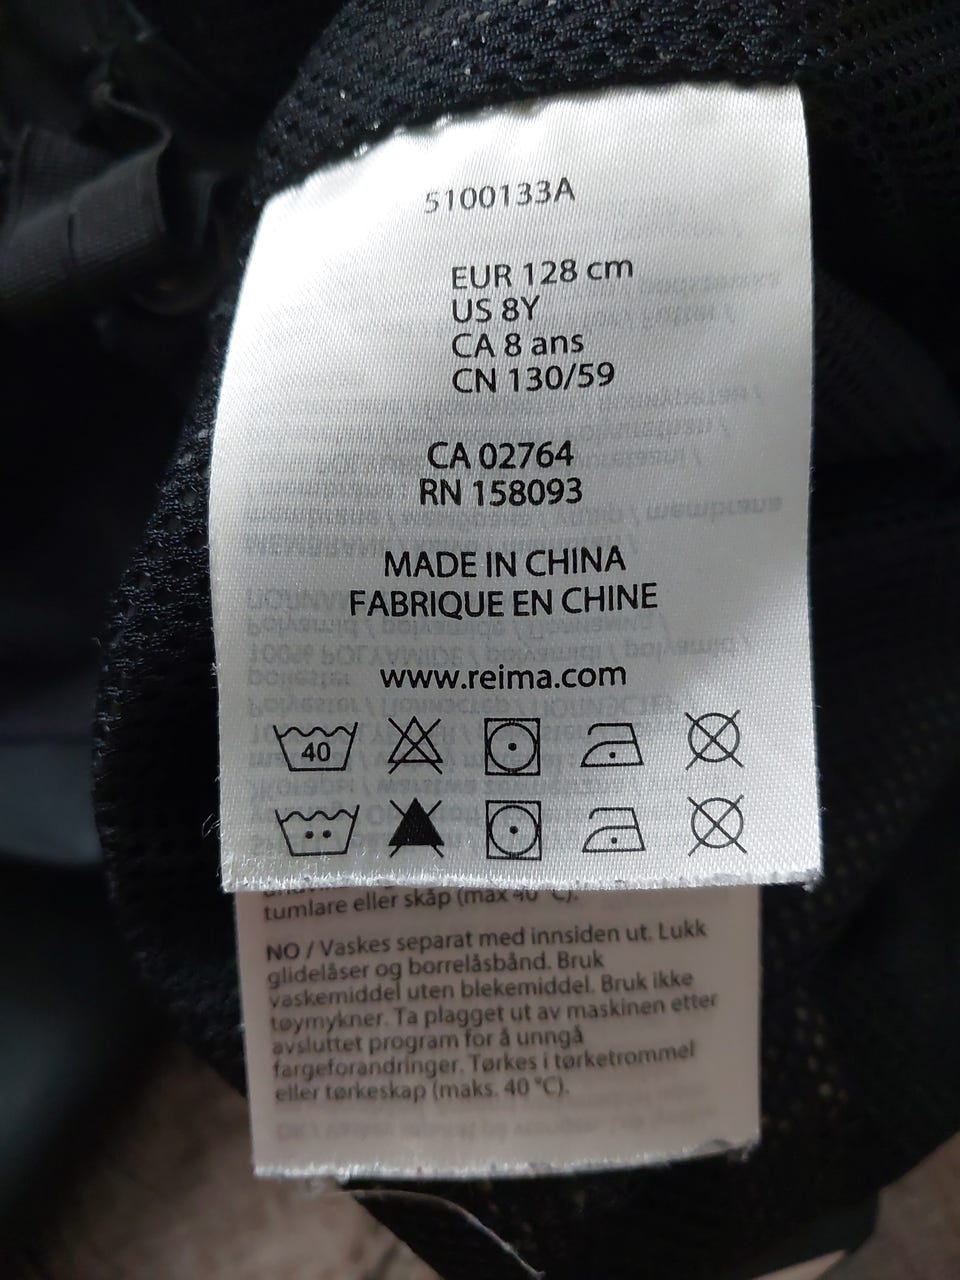 5100133A
EUR 128 cm
US 8Y
CA 8 ans
CN 130/59
CA 02764
RN 158093
MADE IN CHINA
FABRIQUE EN CHINE
www.reima.com
40
tumlare eller skåp (max 40 °C).
NO / Vaskes separat med innsiden ut. Lukk
glidelåser og borrelåsbånd. Bruk
vaskemiddel uten blekemiddel. Bruk ikke
tøymykner. Ta plagget ut av maskinen etter
avsluttet program for å unngå
fargeforandringer. Tørkes i tørketrommel
eller tørkeskap (maks. 40 °C).